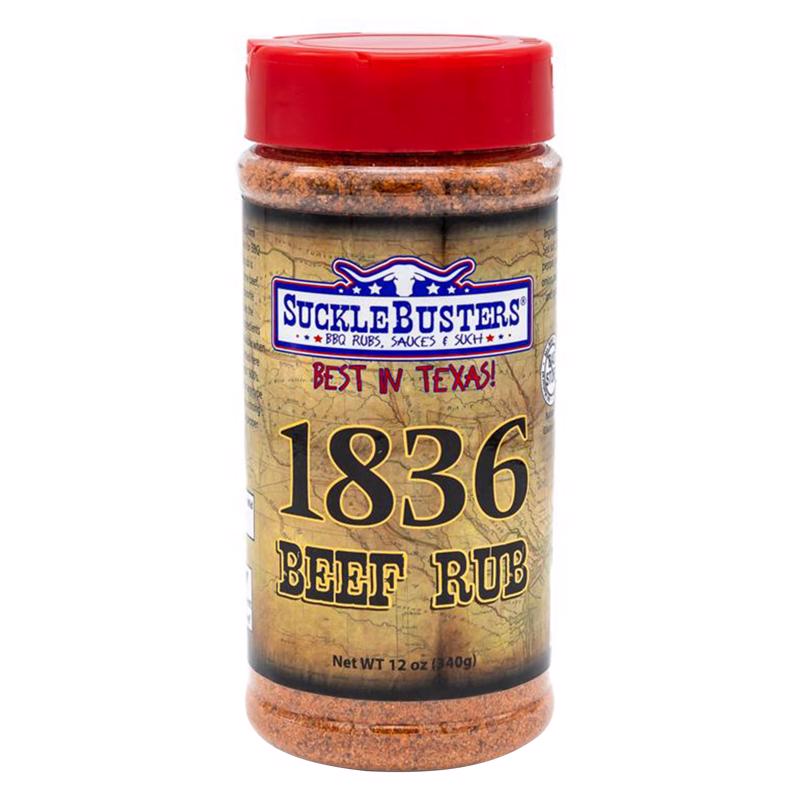 SUCKLEBUSTERS®
BBQ RUBS, SAUCES & SUCH
BEST IN TEXAS!
1836
BEEF RUB
Net WT 12 oz (340g)